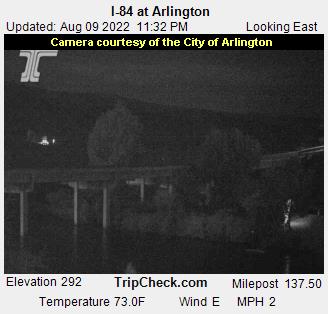 I-84 at Arlington
Updated: Aug 09 2022 11:32 PM Looking East
Camera courtesy of the City of Arlington
Elevation 292 TripCheck.com Milepost 137.50
Temperature 73.0F Wind E MPH 2